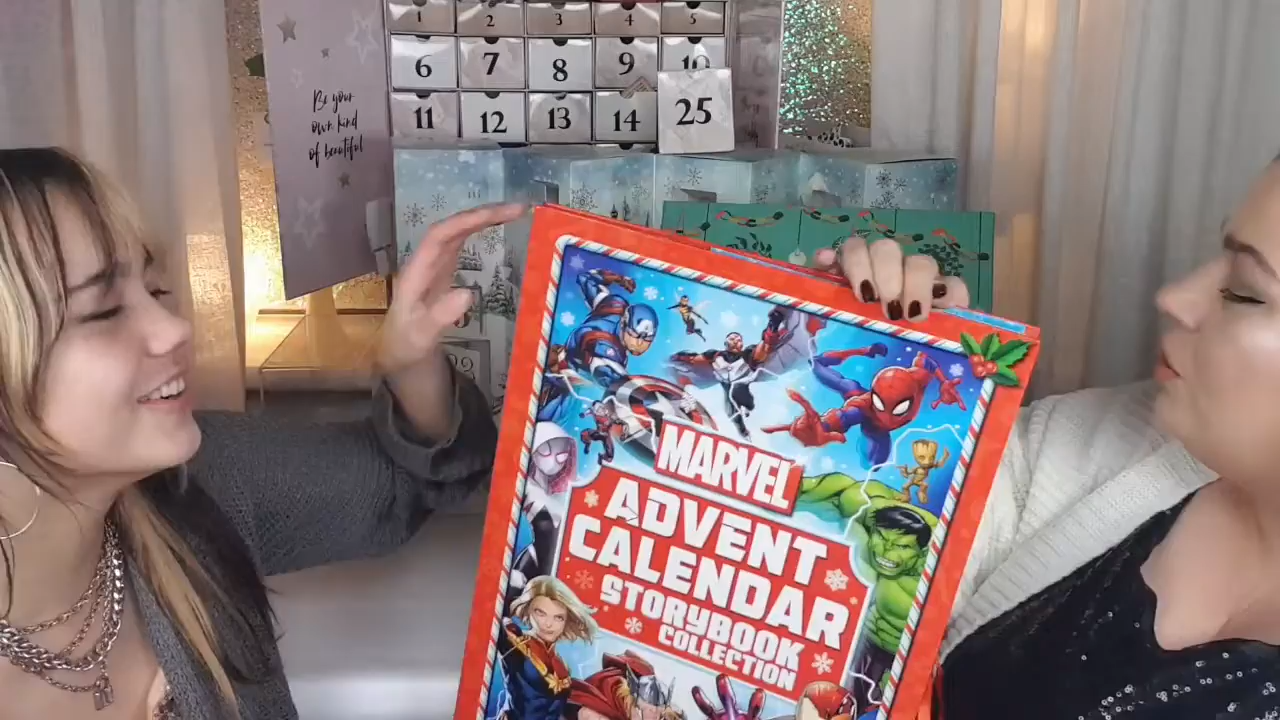 1 2 3 4 5
6 7 8 9 10
11 12 13 14 25
Be your
own kind
of beautiful
22
MARVEL
ADVENT
CALENDAR
STORYBOOK
COLLECTION